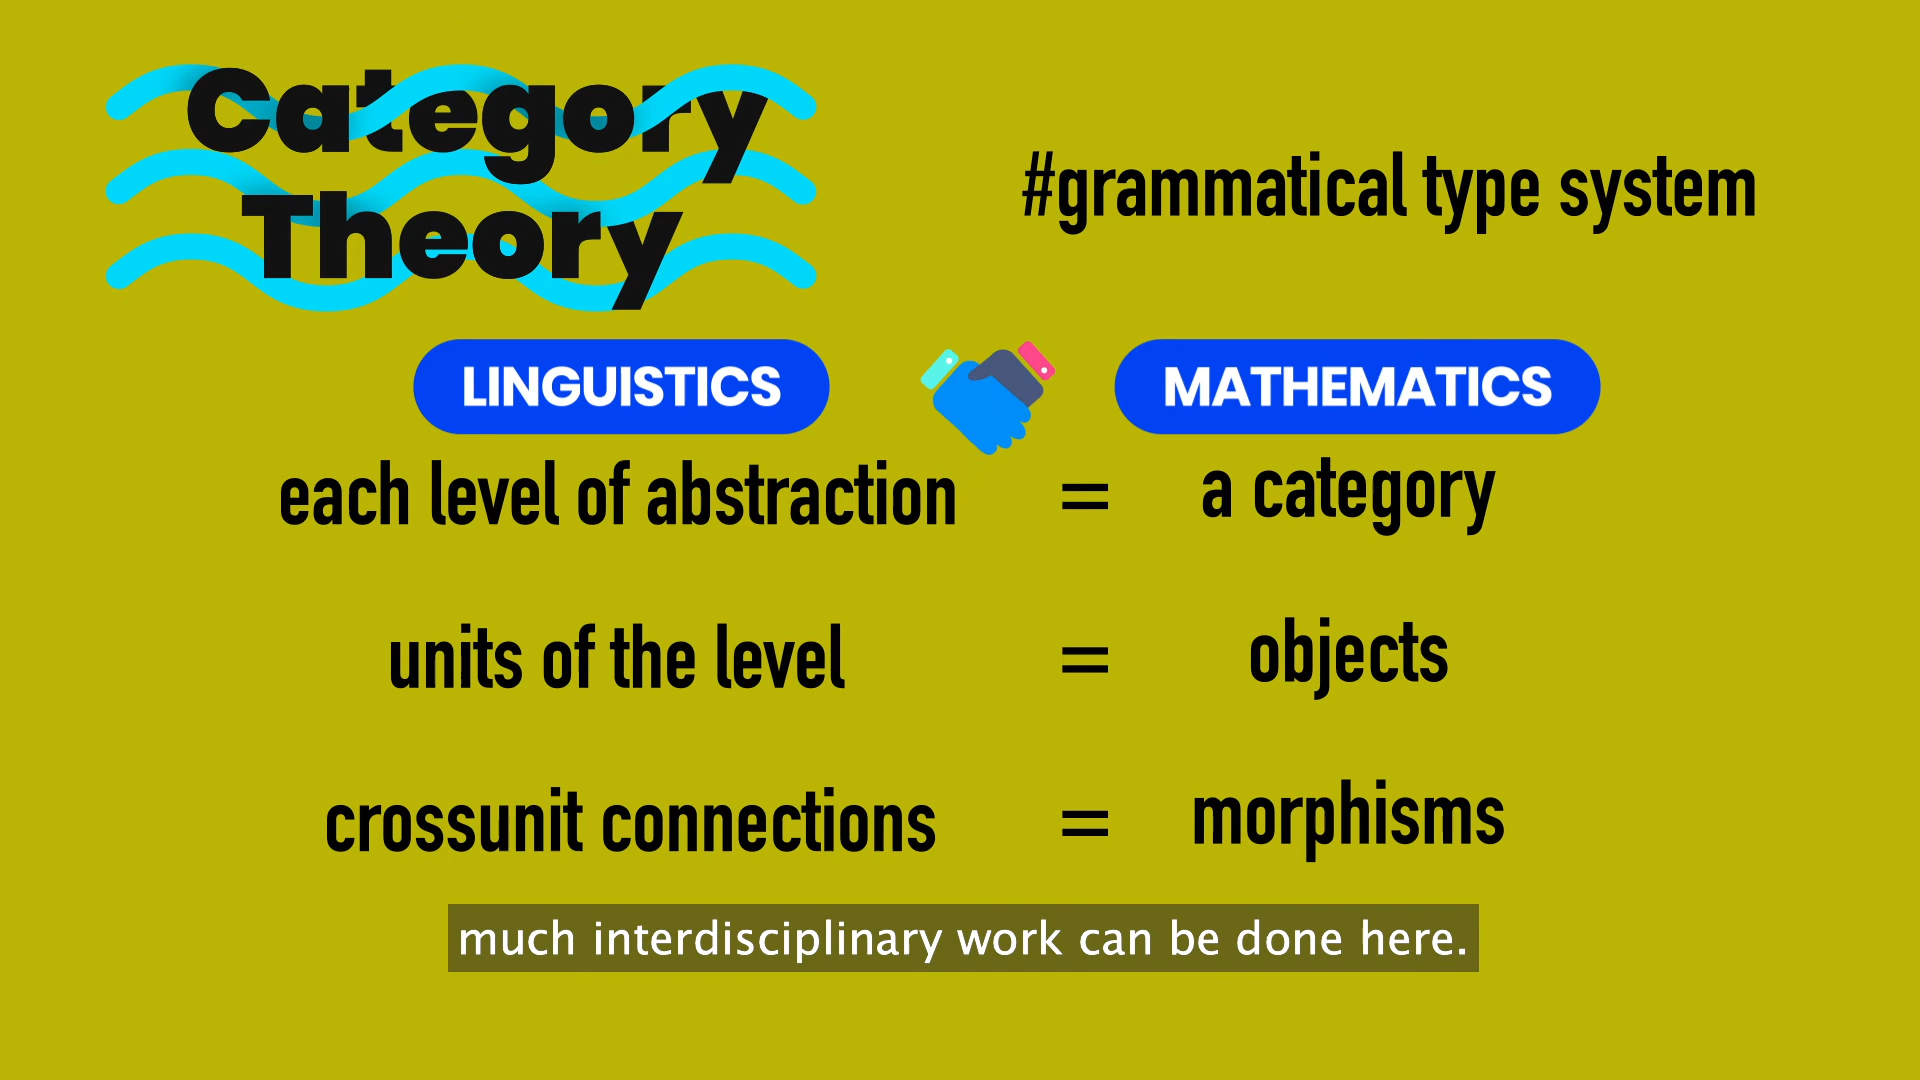 Category
Theory
#grammatical type system
LINGUISTICS
MATHEMATICS
each level of abstraction = a category
units of the level = objects
crossunit connections = morphisms
much interdisciplinary work can be done here.